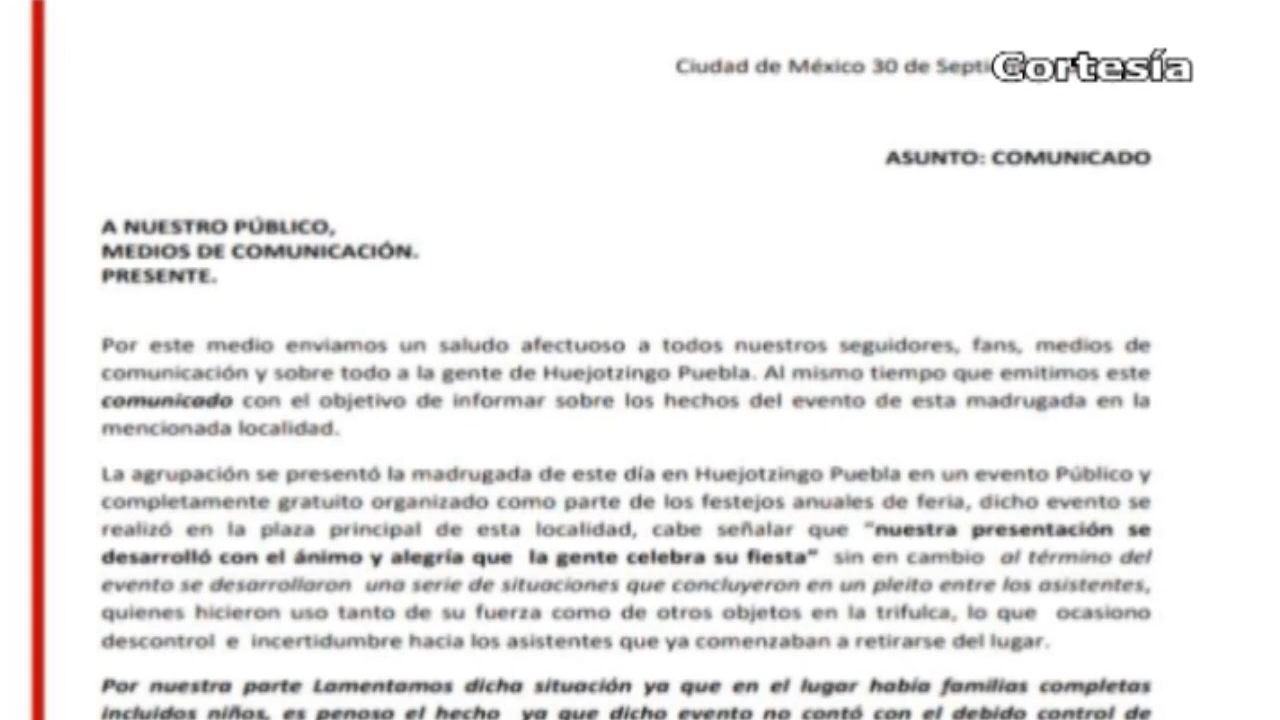 Ciudad de México 30 de Septi
Cortesía
ASUNTO: COMUNICADO
A NUESTRO PÚBLICO,
MEDIOS DE COMUNICACIÓN.
PRESENTE.
Por este medio enviamos un saludo afectuoso a todos nuestros seguidores, fans, medios de
comunicación y sobre todo a la gente de Huejotzingo Puebla. Al mismo tiempo que emitimos este
comunicado con el objetivo de informar sobre los hechos del evento de esta madrugada en la
mencionada localidad.
La agrupación se presentó la madrugada de este día en Huejotzingo Puebla en un evento Público y
completamente gratuito organizado como parte de los festejos anuales de feria, dicho evento se
realizó en la plaza principal de esta localidad, cabe señalar que "nuestra presentación se
desarrolló con el ánimo y alegría que la gente celebra su fiesta" sin en cambio al término del
evento se desarrollaron una serie de situaciones que concluyeron en un pleito entre los asistentes,
quienes hicieron uso tanto de su fuerza como de otros objetos en la trifulca, lo que ocasiono
descontrol e incertidumbre hacia los asistentes que ya comenzaban a retirarse del lugar.
Por nuestra parte Lamentamos dicha situación ya que en el lugar había familias completas
incluidos niños, es penoso el hecho ya que dicho evento no contó con el debido control de